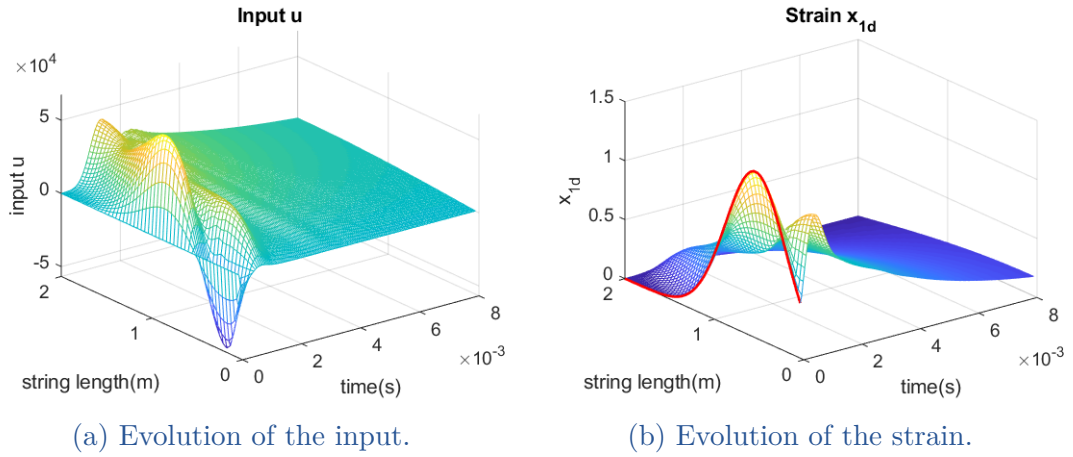 Input u
×10⁴
5
0
-5
input u
2
1
0
string length(m)
0
2
4
6
8
×10⁻³
time(s)
(a) Evolution of the input.
Strain x₁d
1.5
1
0.5
0
x₁d
2
1
0
string length(m)
0
2
4
6
8
×10⁻³
time(s)
(b) Evolution of the strain.